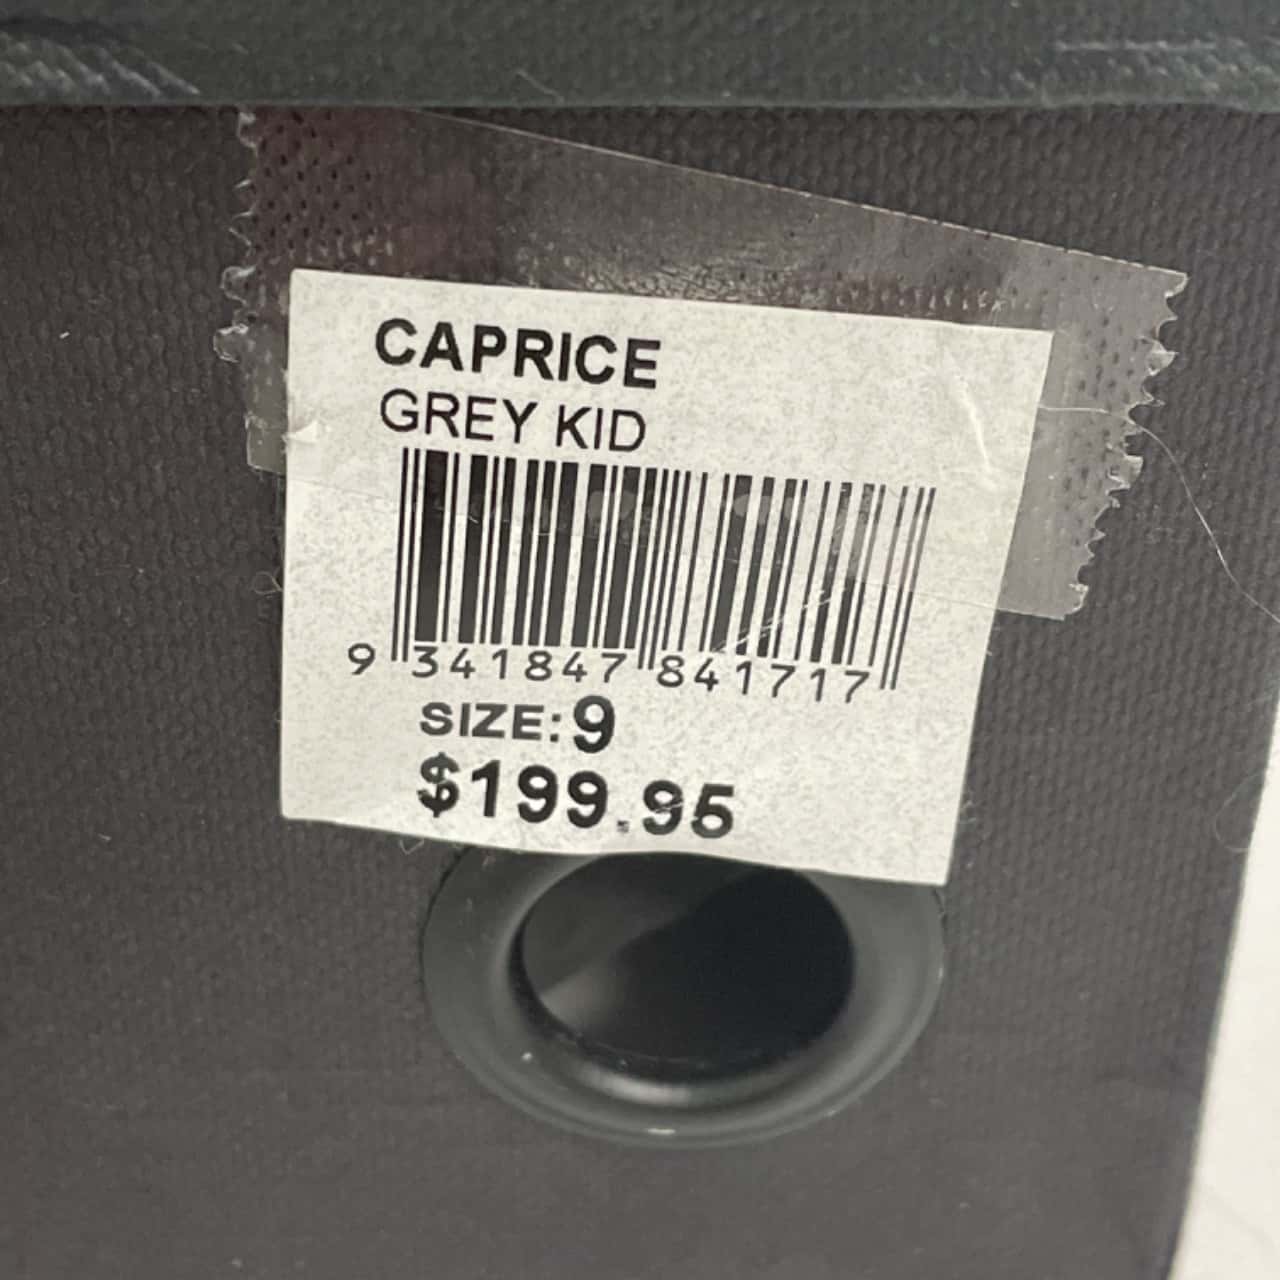 CAPRICE
GREY KID
9 341847 841717
SIZE: 9
$199.95